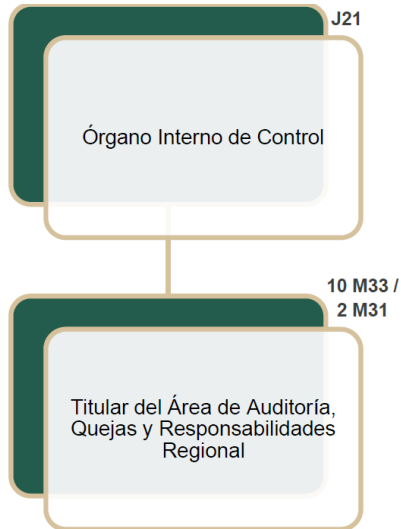 J21
Órgano Interno de Control
10 M33 /
2 M31
Titular del Área de Auditoría,
Quejas y Responsabilidades
Regional